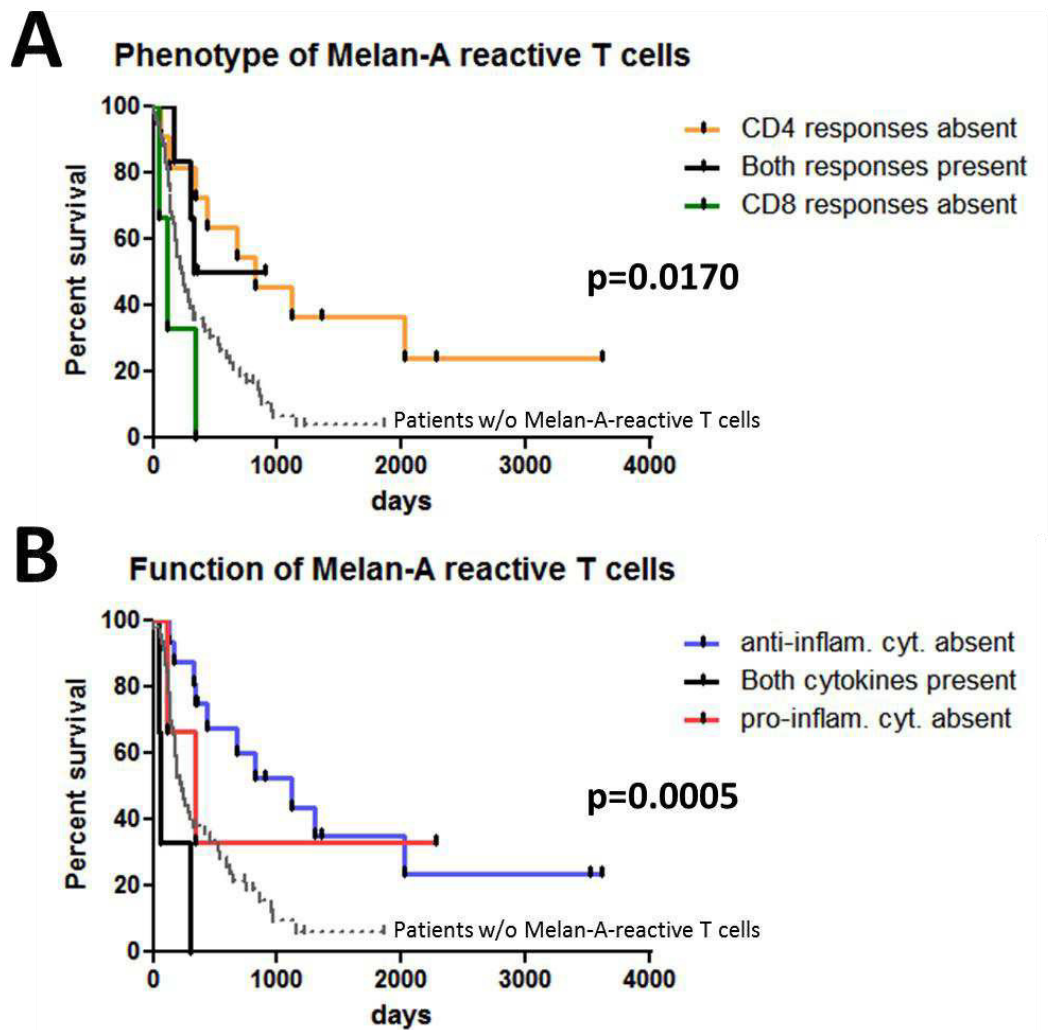 A
Phenotype of Melan-A reactive T cells
100
80
60
40
20
0
Percent survival
CD4 responses absent
Both responses present
CD8 responses absent
p=0.0170
Patients w/o Melan-A-reactive T cells
0 1000 2000 3000 4000
days
B
Function of Melan-A reactive T cells
100
80
60
40
20
0
Percent survival
anti-inflam. cyt. absent
Both cytokines present
pro-inflam. cyt. absent
p=0.0005
Patients w/o Melan-A-reactive T cells
0 1000 2000 3000 4000
days